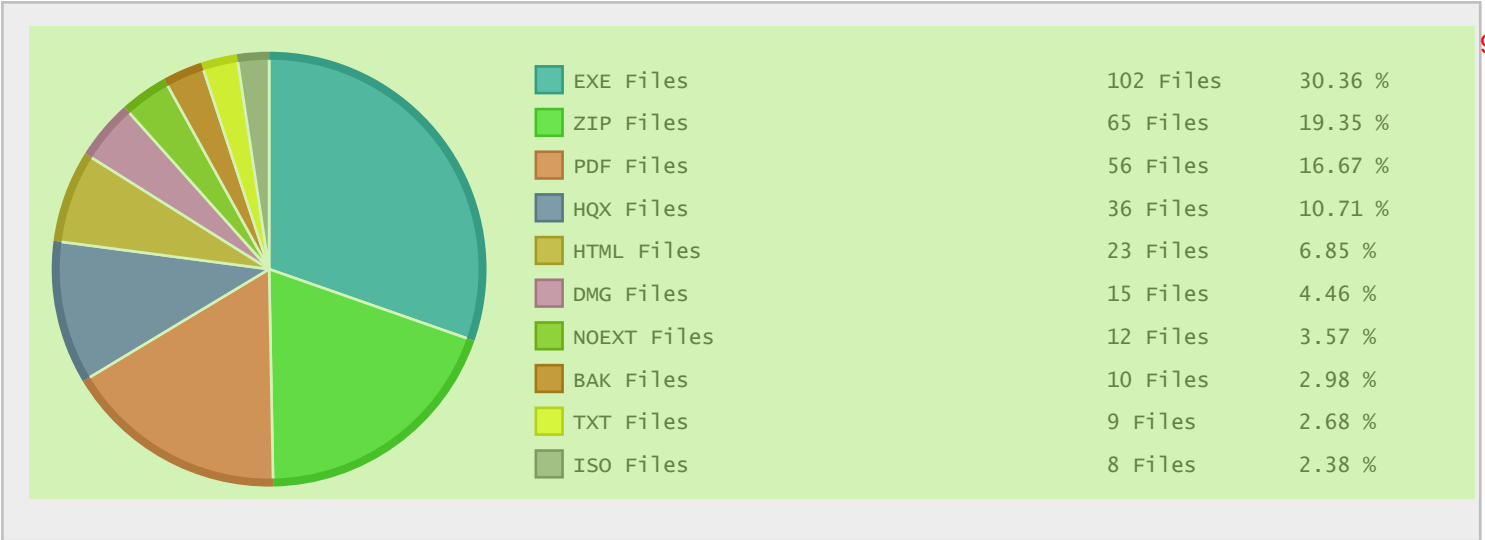 EXE Files 102 Files 30.36 %
ZIP Files 65 Files 19.35 %
PDF Files 56 Files 16.67 %
HQX Files 36 Files 10.71 %
HTML Files 23 Files 6.85 %
DMG Files 15 Files 4.46 %
NOEXT Files 12 Files 3.57 %
BAK Files 10 Files 2.98 %
TXT Files 9 Files 2.68 %
ISO Files 8 Files 2.38 %